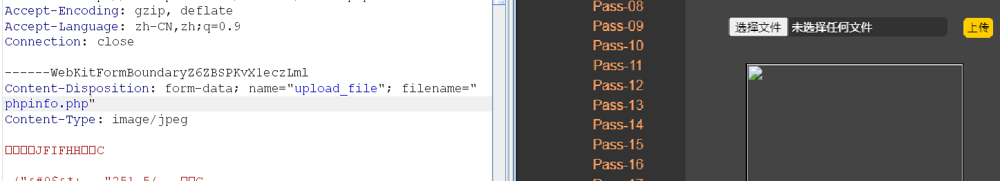 Accept-Encoding: gzip, deflate
Accept-Language: zh-CN,zh;q=0.9
Connection: close
------WebKitFormBoundaryZ6ZBSPKvX1eczLml
Content-Disposition: form-data; name="upload_file"; filename="
phpinfo.php"
Content-Type: image/jpeg
JFIFHH C
Pass-08
Pass-09
Pass-10
Pass-11
Pass-12
Pass-13
Pass-14
Pass-15
Pass-16
选择文件 未选择任何文件 上传